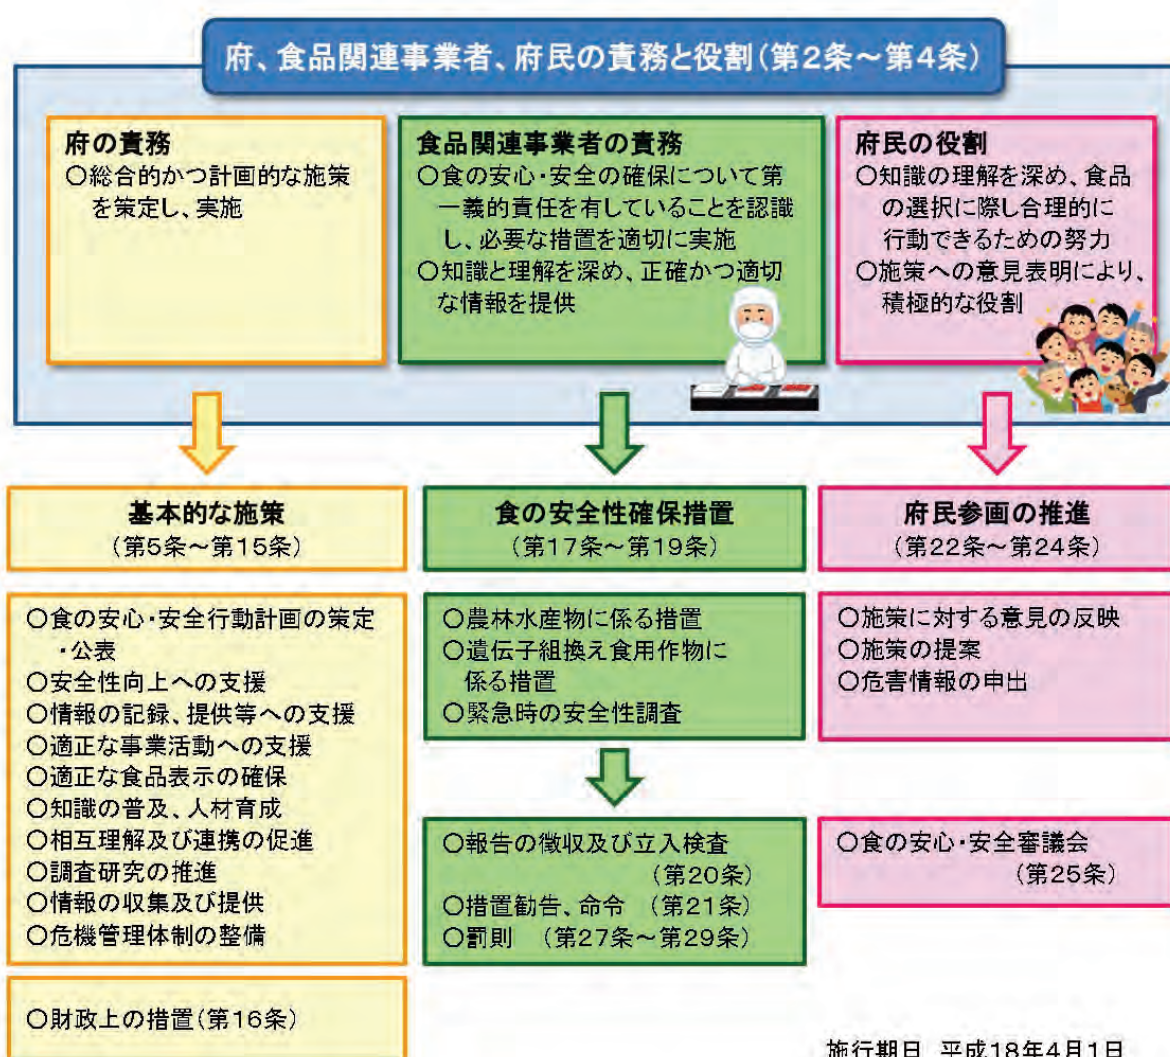 府、食品関連事業者、府民の責務と役割(第2条～第4条)
府の責務
○総合的かつ計画的な施策
を策定し、実施
食品関連事業者の責務
○食の安心・安全の確保について第
一義的責任を有していることを認識
し、必要な措置を適切に実施
○知識と理解を深め、正確かつ適切
な情報を提供
府民の役割
○知識の理解を深め、食品
の選択に際し合理的に
行動できるための努力
○施策への意見表明により、
積極的な役割
基本的な施策
(第5条～第15条)
○食の安心・安全行動計画の策定
・公表
○安全性向上への支援
○情報の記録、提供等への支援
○適正な事業活動への支援
○適正な食品表示の確保
○知識の普及、人材育成
○相互理解及び連携の促進
○調査研究の推進
○情報の収集及び提供
○危機管理体制の整備
○財政上の措置(第16条)
食の安全性確保措置
(第17条～第19条)
○農林水産物に係る措置
○遺伝子組換え食用作物に
係る措置
○緊急時の安全性調査
○報告の徴収及び立入検査
(第20条)
○措置勧告、命令 (第21条)
○罰則 (第27条～第29条)
府民参画の推進
(第22条～第24条)
○施策に対する意見の反映
○施策の提案
○危害情報の申出
○食の安心・安全審議会
(第25条)
施行期日 平成18年4月1日